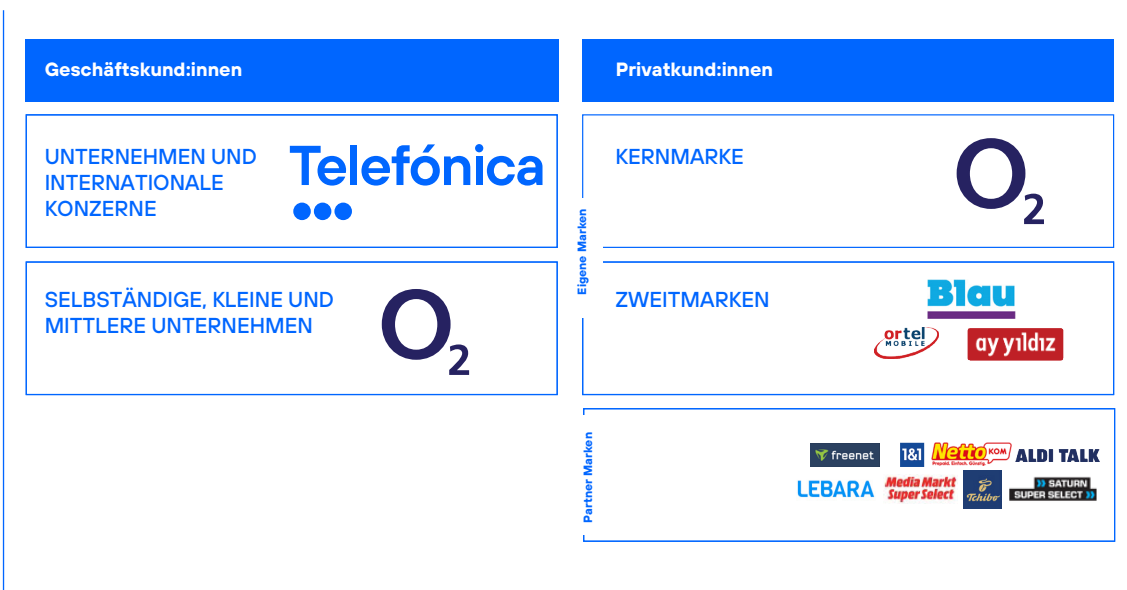 Geschäftskund:innen
UNTERNEHMEN UND
INTERNATIONALE
KONZERNE
Telefónica
SELBSTÄNDIGE, KLEINE UND
MITTLERE UNTERNEHMEN
O2
Privatkund:innen
Eigene Marken
KERNMARKE
O2
ZWEITMARKEN
Blau
ortel
MOBILE
ay yıldız
Partner Marken
freenet
1&1
Netto KOM
Prepaid. Einfach. Günstig.
ALDI TALK
LEBARA
Media Markt
Super Select
Tchibo
SATURN
SUPER SELECT